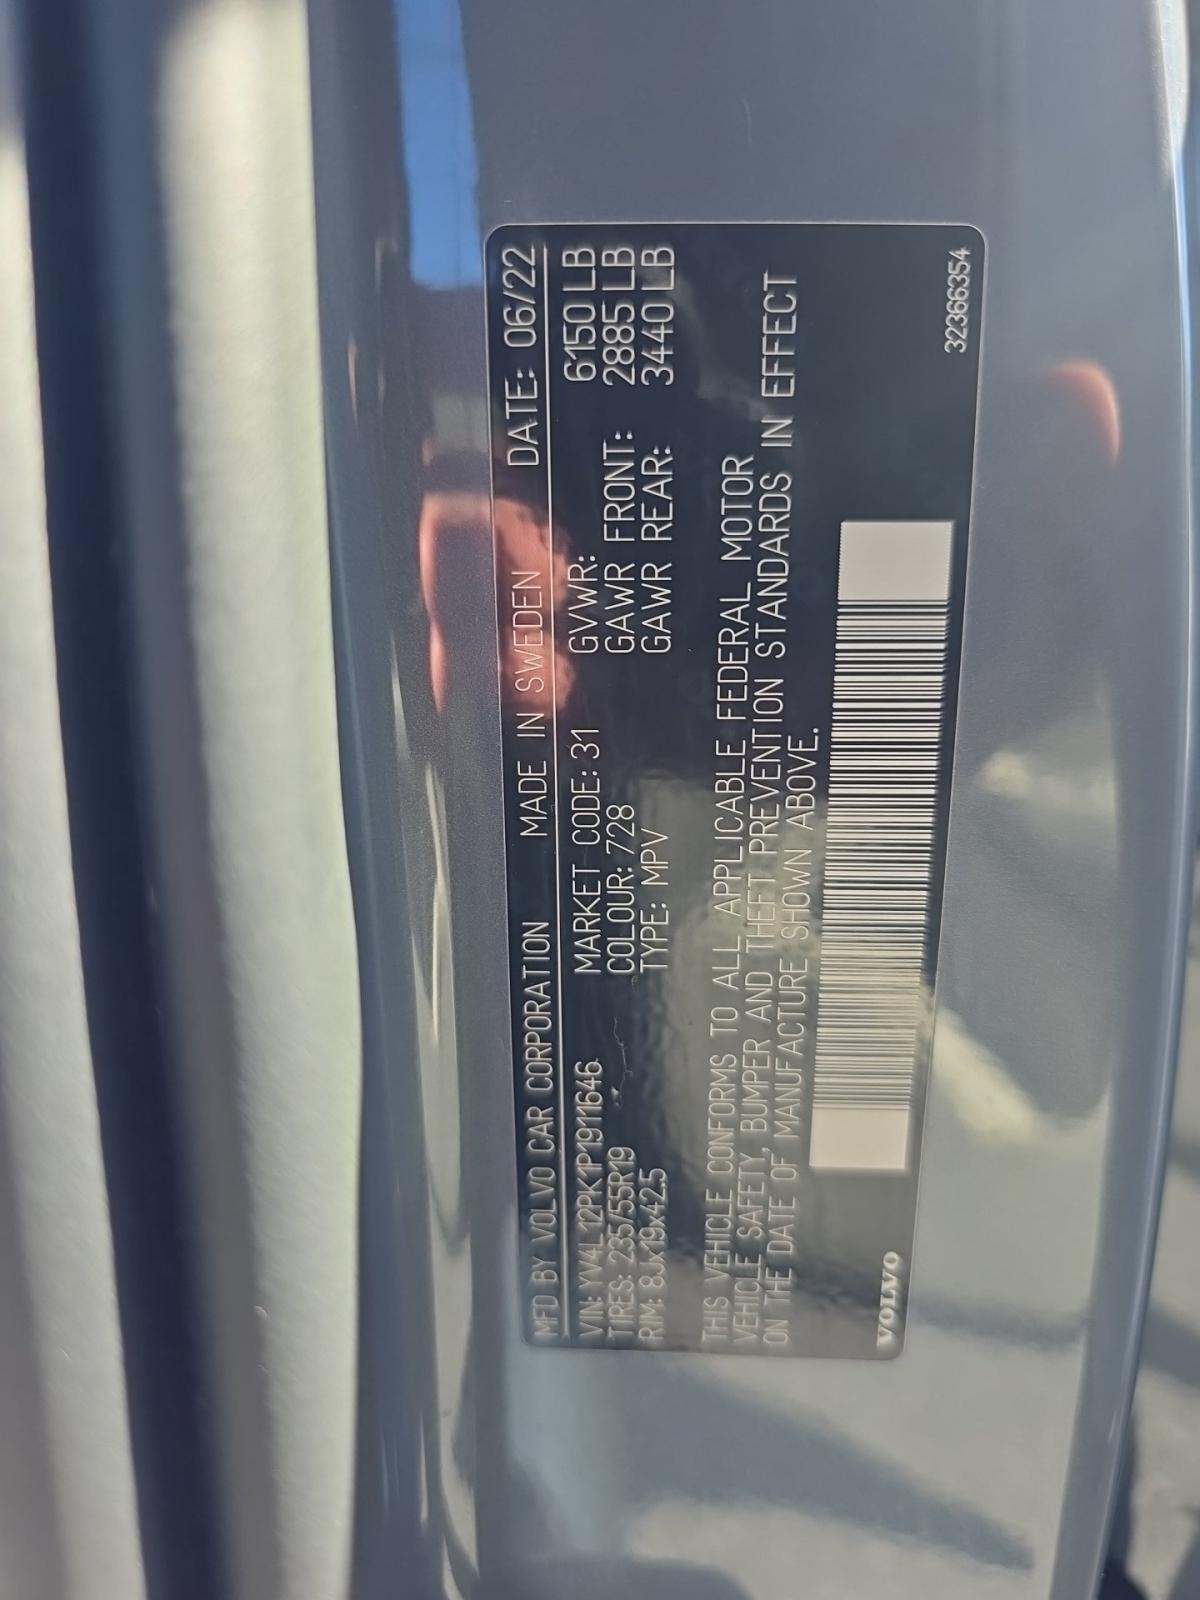 MFD BY VOLVO CAR CORPORATION MADE IN SWEDEN DATE: 06/22
VIN: YV4L12PK1P1911646 MARKET CODE: 31 GVWR: 6150 LB
TIRES: 235/55R19 COLOUR: 728 GAWR FRONT: 2885 LB
RIM: 8Jx19x42.5 TYPE: MPV GAWR REAR: 3440 LB
THIS VEHICLE CONFORMS TO ALL APPLICABLE FEDERAL MOTOR
VEHICLE SAFETY, BUMPER AND THEFT PREVENTION STANDARDS IN EFFECT
ON THE DATE OF MANUFACTURE SHOWN ABOVE.
VOLVO 32366354